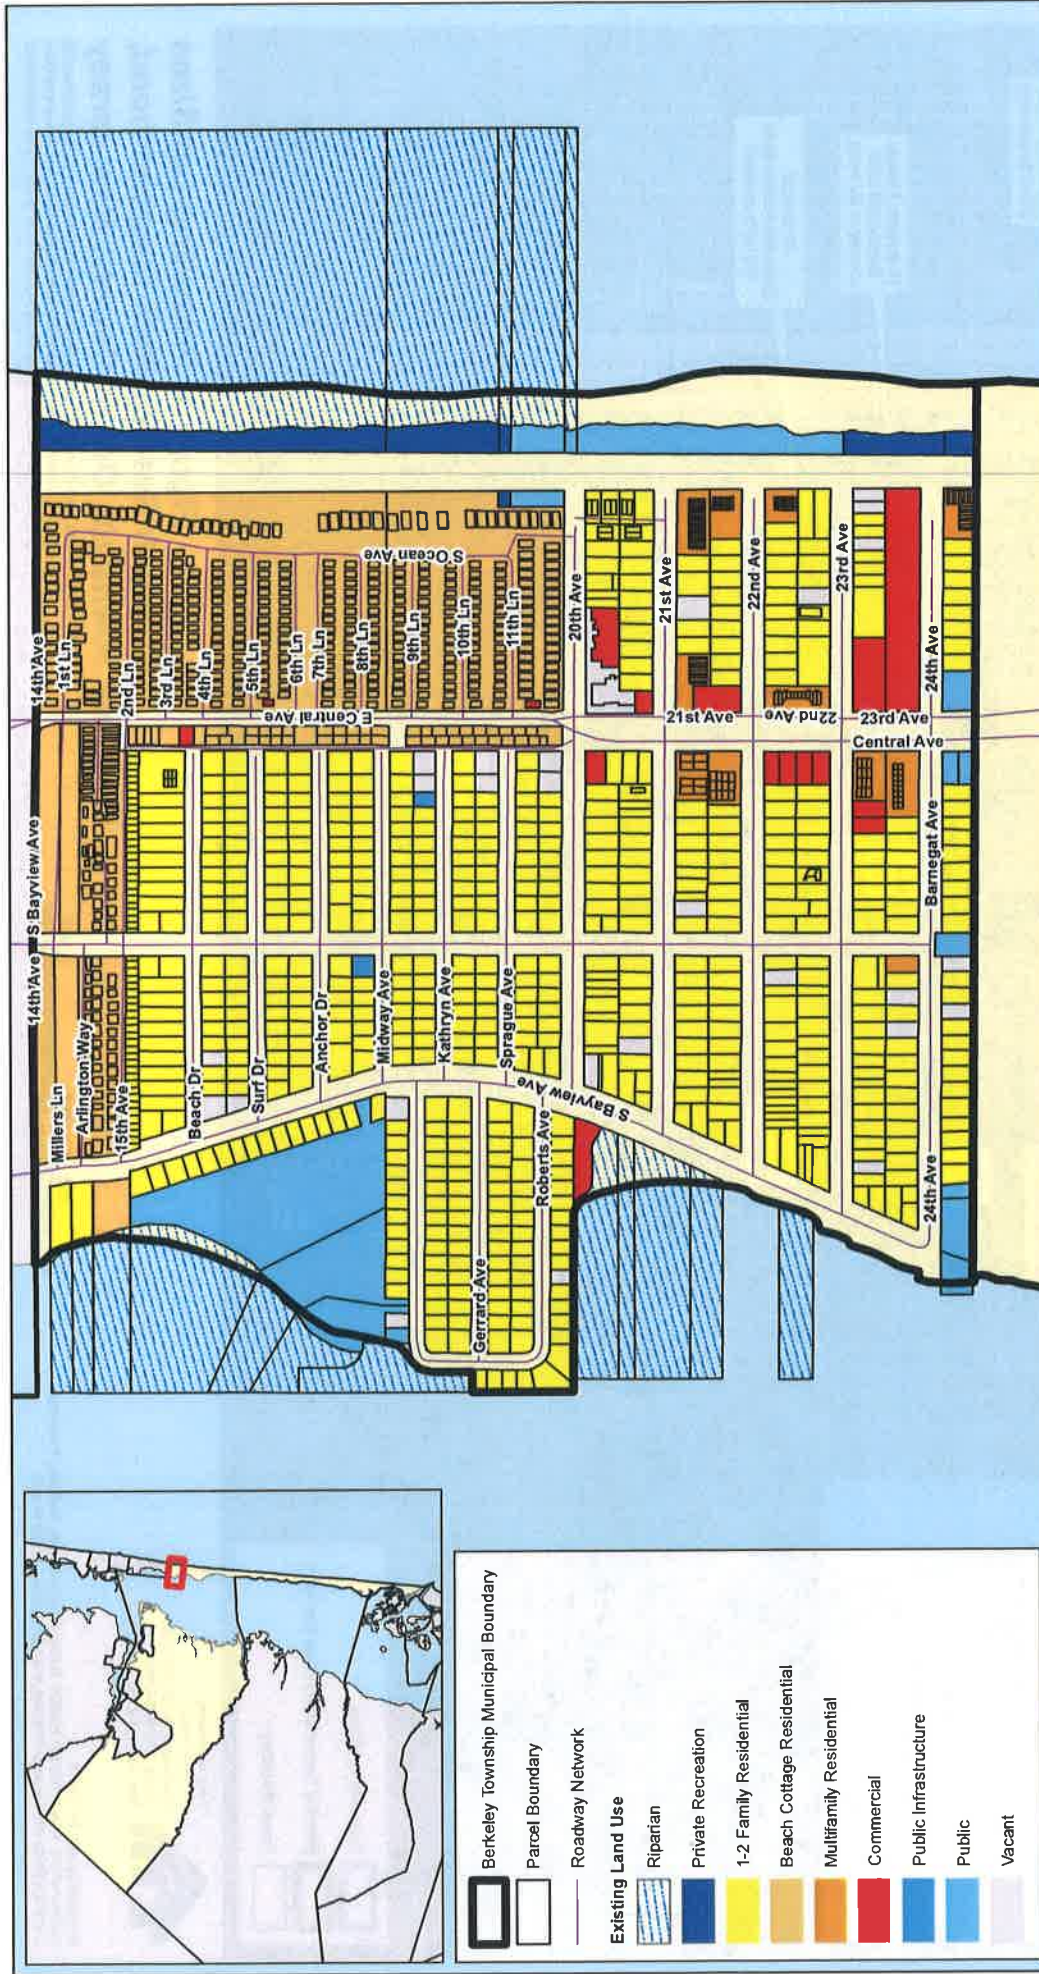 14th Ave
S Bayview Ave
14th Ave
Millers Ln
Arlington Way
15th Ave
1st Ln
2nd Ln
3rd Ln
4th Ln
5th Ln
6th Ln
7th Ln
8th Ln
9th Ln
10th Ln
11th Ln
S Ocean Ave
E Central Ave
Beach Dr
Surf Dr
Anchor Dr
Midway Ave
Kathryn Ave
Sprague Ave
S Bayview Ave
Roberts Ave
Gerrard Ave
20th Ave
21st Ave
22nd Ave
23rd Ave
24th Ave
21st Ave
22nd Ave
23rd Ave
Central Ave
Barnegat Ave
24th Ave
Berkeley Township Municipal Boundary
Parcel Boundary
Roadway Network
Existing Land Use
Riparian
Private Recreation
1-2 Family Residential
Beach Cottage Residential
Multifamily Residential
Commercial
Public Infrastructure
Public
Vacant